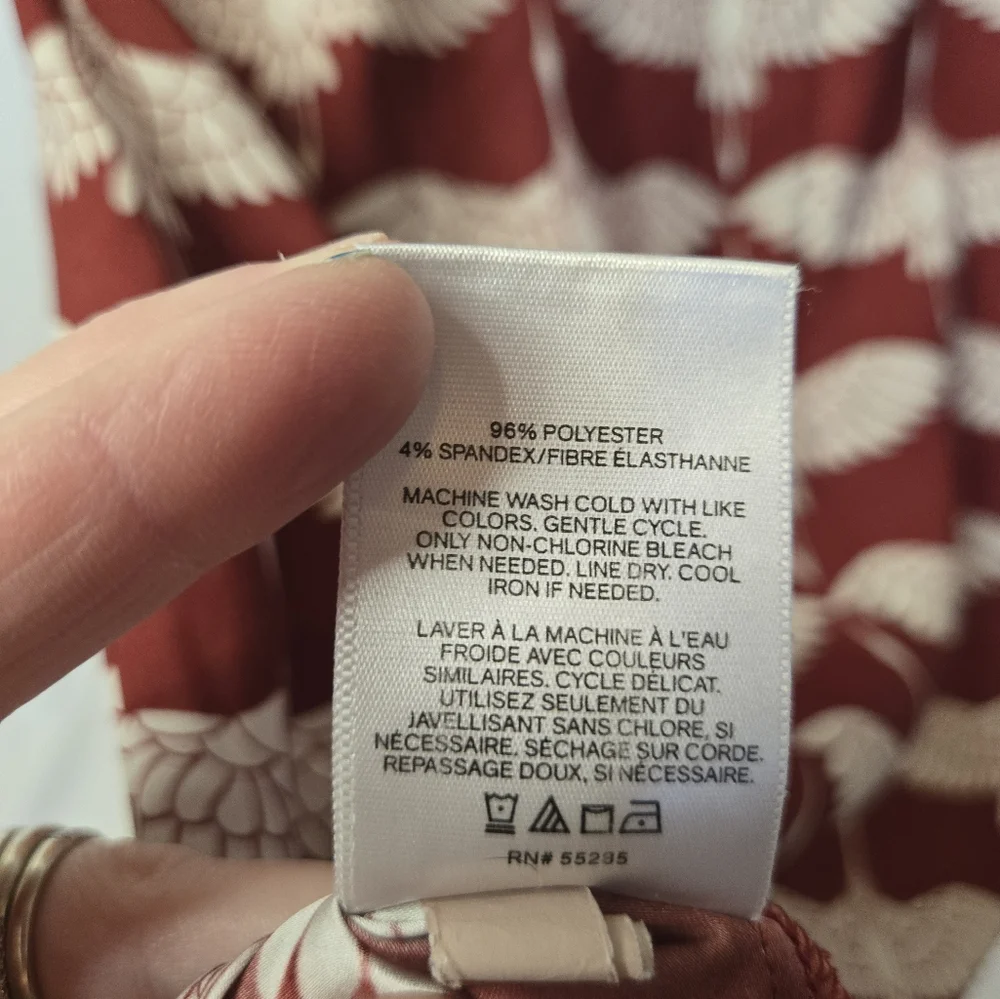 96% POLYESTER
4% SPANDEX/FIBRE ÉLASTHANNE
MACHINE WASH COLD WITH LIKE
COLORS. GENTLE CYCLE.
ONLY NON-CHLORINE BLEACH
WHEN NEEDED. LINE DRY. COOL
IRON IF NEEDED.
LAVER À LA MACHINE À L'EAU
FROIDE AVEC COULEURS
SIMILAIRES. CYCLE DÉLICAT.
UTILISEZ SEULEMENT DU
JAVELLISANT SANS CHLORE, SI
NÉCESSAIRE. SÉCHAGE SUR CORDE.
REPASSAGE DOUX, SI NÉCESSAIRE.
RN# 55285